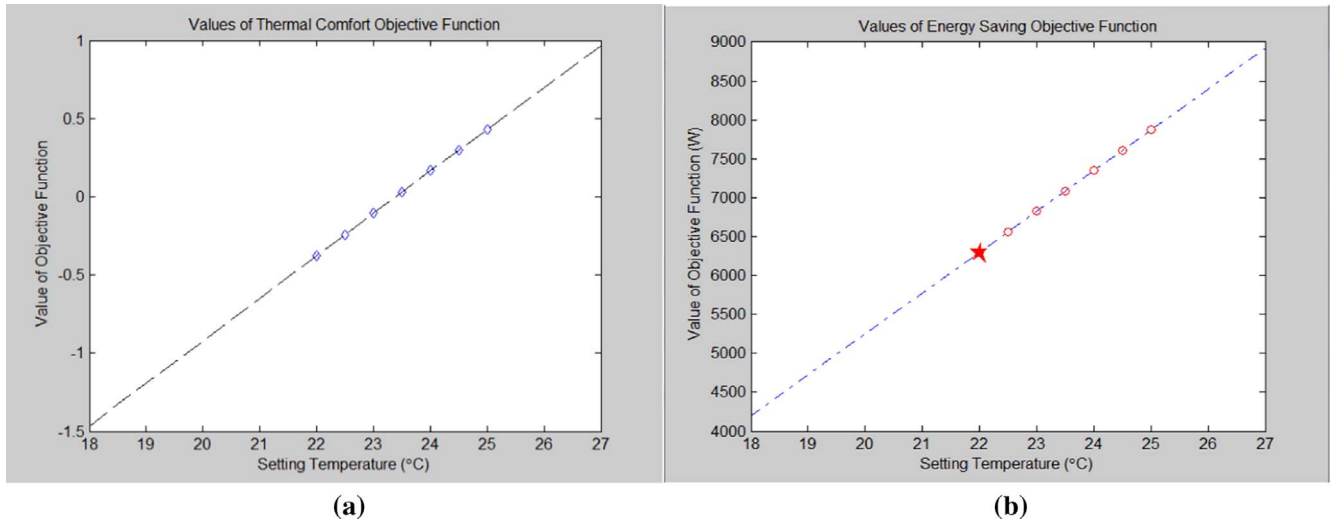 Values of Thermal Comfort Objective Function
1
0.5
0
-0.5
-1
-1.5
Value of Objective Function
18 19 20 21 22 23 24 25 26 27
Setting Temperature (°C)
(a)
Values of Energy Saving Objective Function
9000
8500
8000
7500
7000
6500
6000
5500
5000
4500
4000
Value of Objective Function (W)
18 19 20 21 22 23 24 25 26 27
Setting Temperature (°C)
(b)